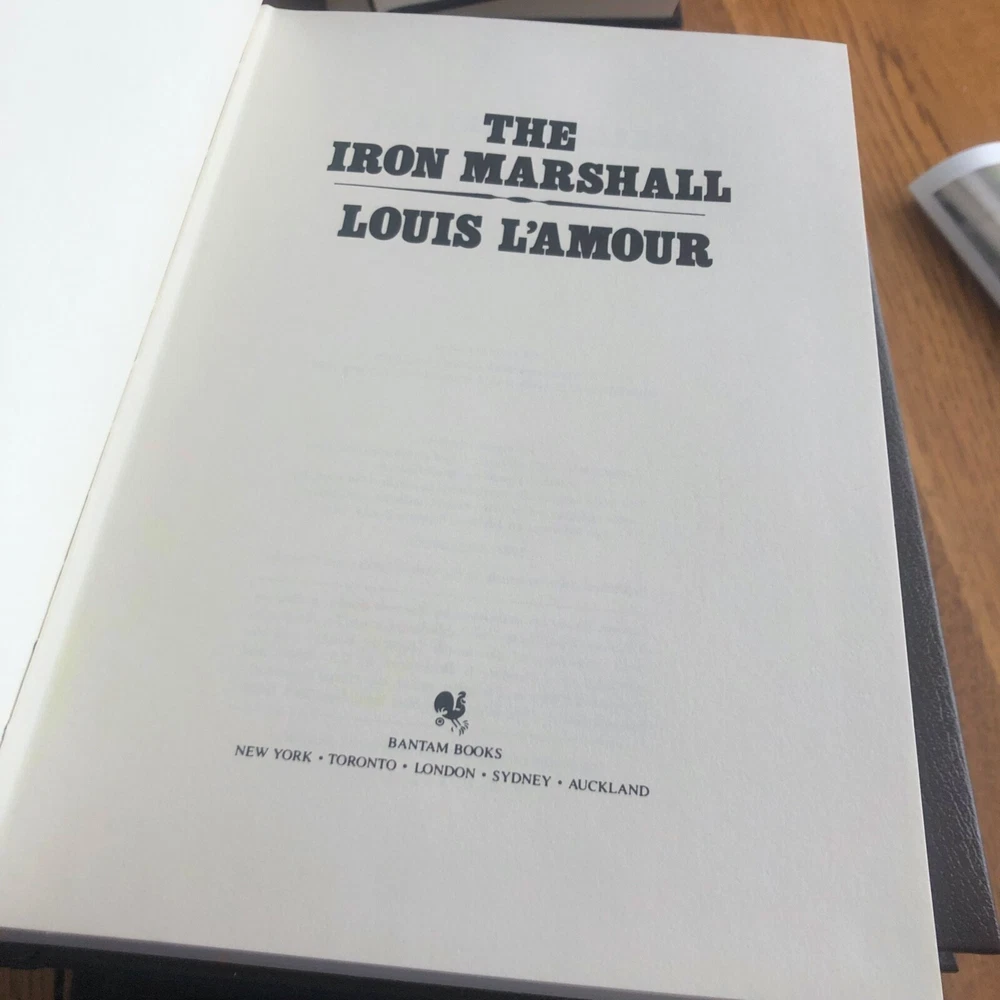 THE
IRON MARSHALL
LOUIS L'AMOUR
BANTAM BOOKS
NEW YORK • TORONTO • LONDON • SYDNEY • AUCKLAND